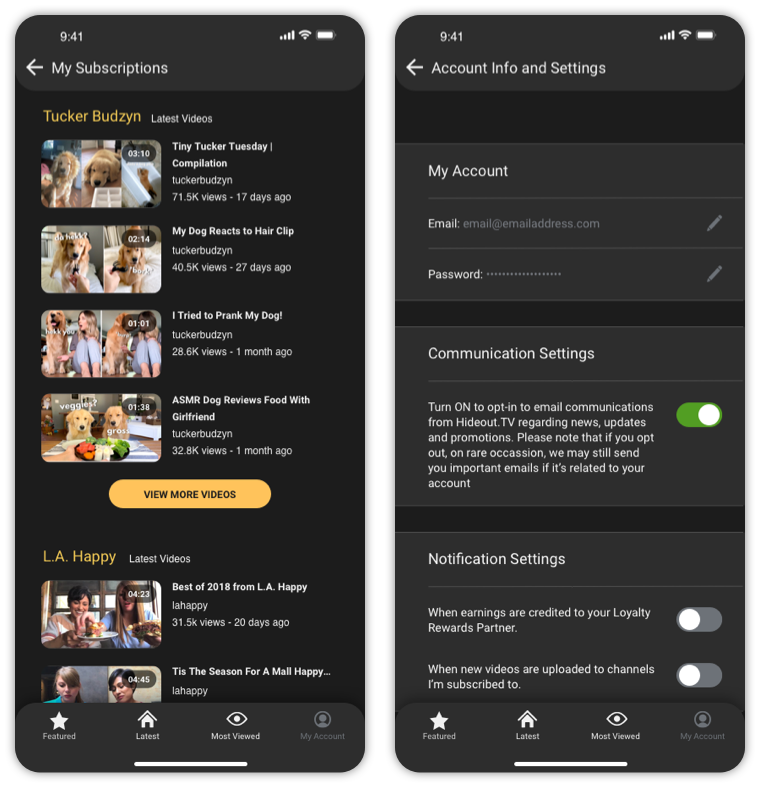 9:41
My Subscriptions
Tucker Budzyn Latest Videos
03:10
Tiny Tucker Tuesday |
Compilation
tuckerbudzyn
71.5K views - 17 days ago
02:14
My Dog Reacts to Hair Clip
tuckerbudzyn
40.5K views - 27 days ago
01:01
hekk you
I Tried to Prank My Dog!
tuckerbudzyn
28.6K views - 1 month ago
"veggies?
01:38
gross
ASMR Dog Reviews Food With
Girlfriend
tuckerbudzyn
32.8K views - 1 month ago
VIEW MORE VIDEOS
L.A. Happy Latest Videos
04:23
Best of 2018 from L.A. Happy
lahappy
31.5k views - 20 days ago
04:45
Tis The Season For A Mall Happy...
lahappy
Featured
Latest
Most Viewed
My Account
9:41
Account Info and Settings
My Account
Email: email@emailaddress.com
Password: •••••••••••••••••••
Communication Settings
Turn ON to opt-in to email communications
from Hideout.TV regarding news, updates
and promotions. Please note that if you opt
out, on rare occassion, we may still send
you important emails if it's related to your
account
Notification Settings
When earnings are credited to your Loyalty
Rewards Partner.
When new videos are uploaded to channels
I'm subscribed to.
Featured
Latest
Most Viewed
My Account